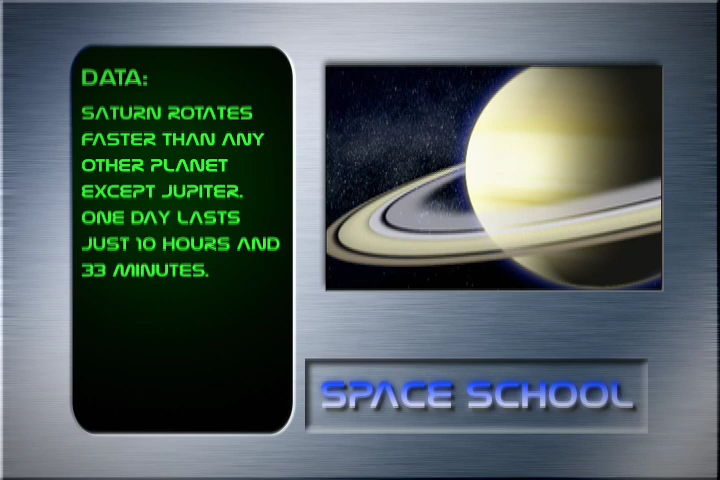 DATA:
SATURN ROTATES
FASTER THAN ANY
OTHER PLANET
EXCEPT JUPITER.
ONE DAY LASTS
JUST 10 HOURS AND
33 MINUTES.
SPACE SCHOOL